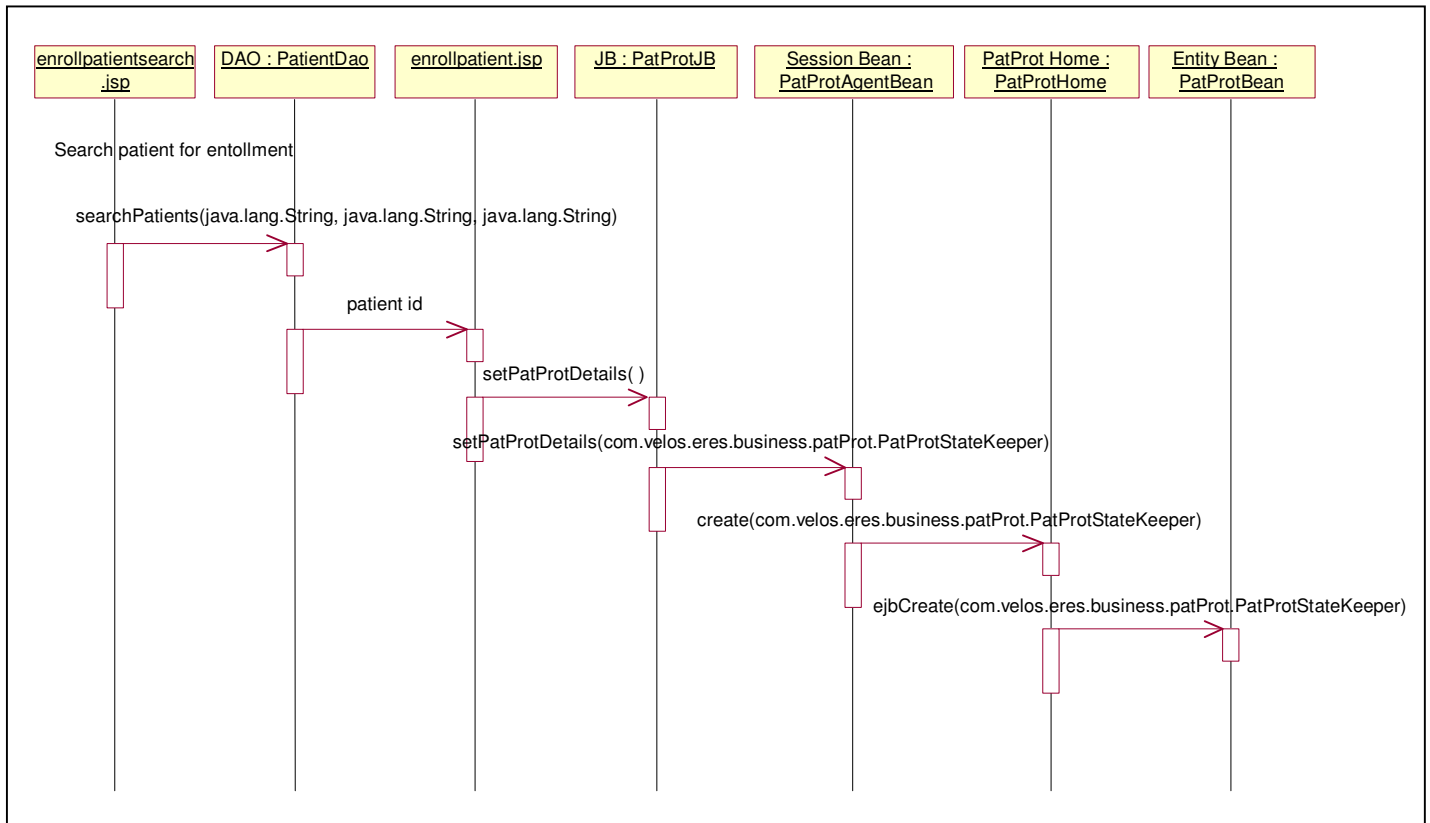 enrollpatientsearch
.jsp
DAO : PatientDao
enrollpatient.jsp
JB : PatProtJB
Session Bean :
PatProtAgentBean
PatProt Home :
PatProtHome
Entity Bean :
PatProtBean
Search patient for entollment
searchPatients(java.lang.String, java.lang.String, java.lang.String)
patient id
setPatProtDetails( )
setPatProtDetails(com.velos.eres.business.patProt.PatProtStateKeeper)
create(com.velos.eres.business.patProt.PatProtStateKeeper)
ejbCreate(com.velos.eres.business.patProt.PatProtStateKeeper)